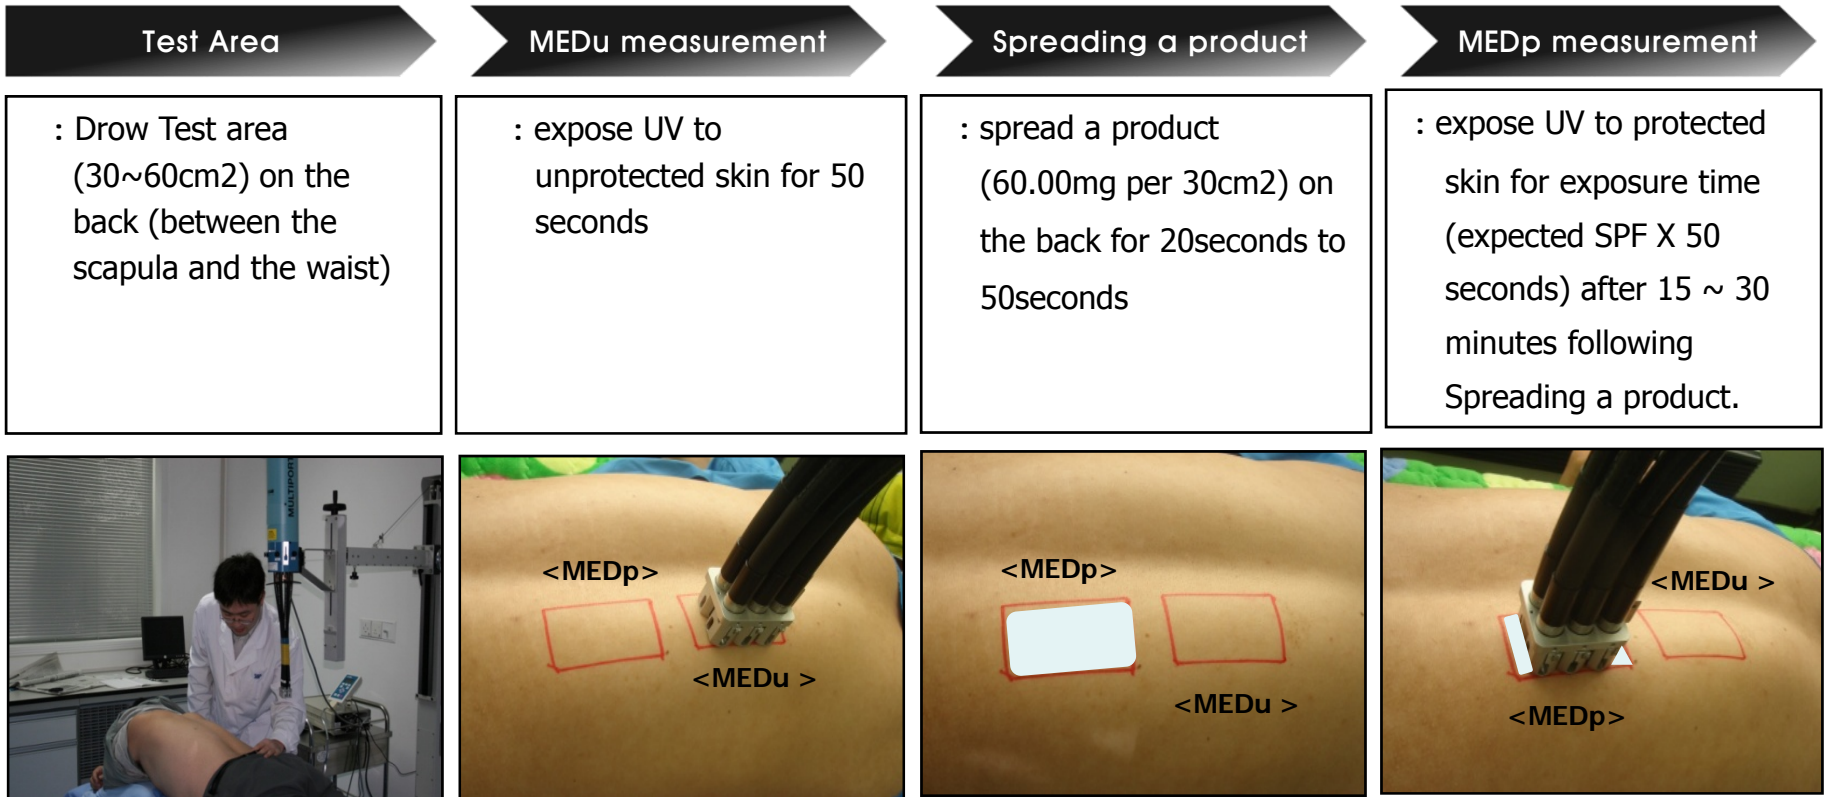 Test Area
MEDu measurement
Spreading a product
MEDp measurement
: Drow Test area
(30~60cm2) on the
back (between the
scapula and the waist)
: expose UV to
unprotected skin for 50
seconds
: spread a product
(60.00mg per 30cm2) on
the back for 20seconds to
50seconds
: expose UV to protected
skin for exposure time
(expected SPF X 50
seconds) after 15 ~ 30
minutes following
Spreading a product.
MULTIPORT
<MEDp>
<MEDu >
<MEDp>
<MEDu >
<MEDu >
<MEDp>